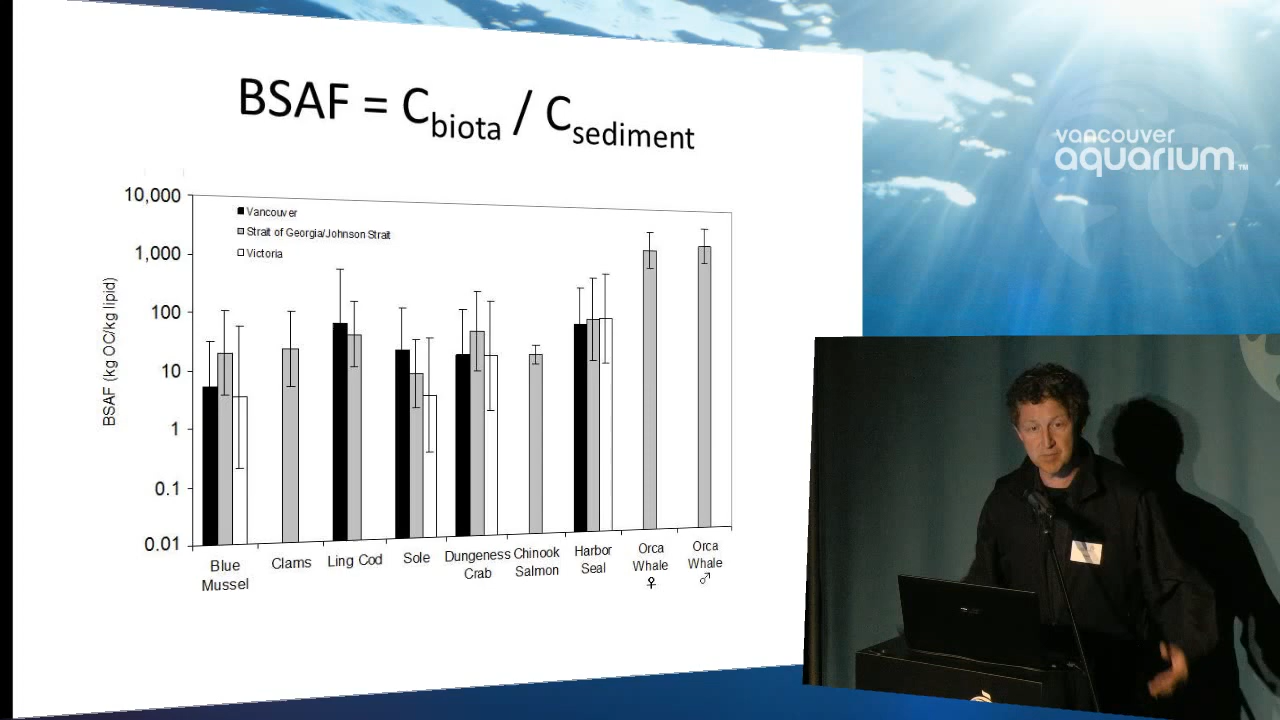 BSAF = Cbiota / Csediment
vancouver
aquarium™
10,000
1,000
100
10
1
0.1
0.01
BSAF (kg OC/kg lipid)
Vancouver
Strait of Georgia/Johnson Strait
Victoria
Blue
Mussel
Clams
Ling Cod
Sole
Dungeness
Crab
Chinook
Salmon
Harbor
Seal
Orca
Whale
♀
Orca
Whale
♂